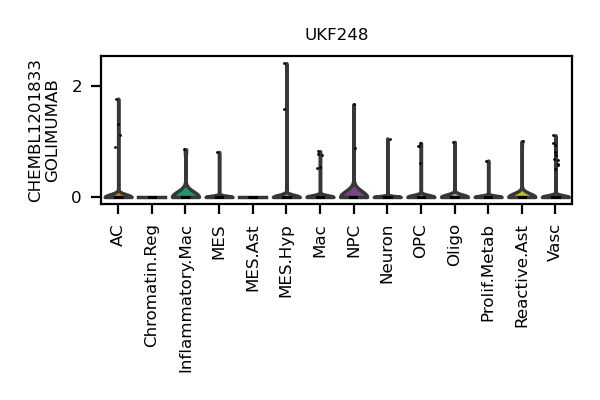 UKF248
CHEMBL1201833
GOLIMUMAB
2
0
AC
Chromatin.Reg
Inflammatory.Mac
MES
MES.Ast
MES.Hyp
Mac
NPC
Neuron
OPC
Oligo
Prolif.Metab
Reactive.Ast
Vasc